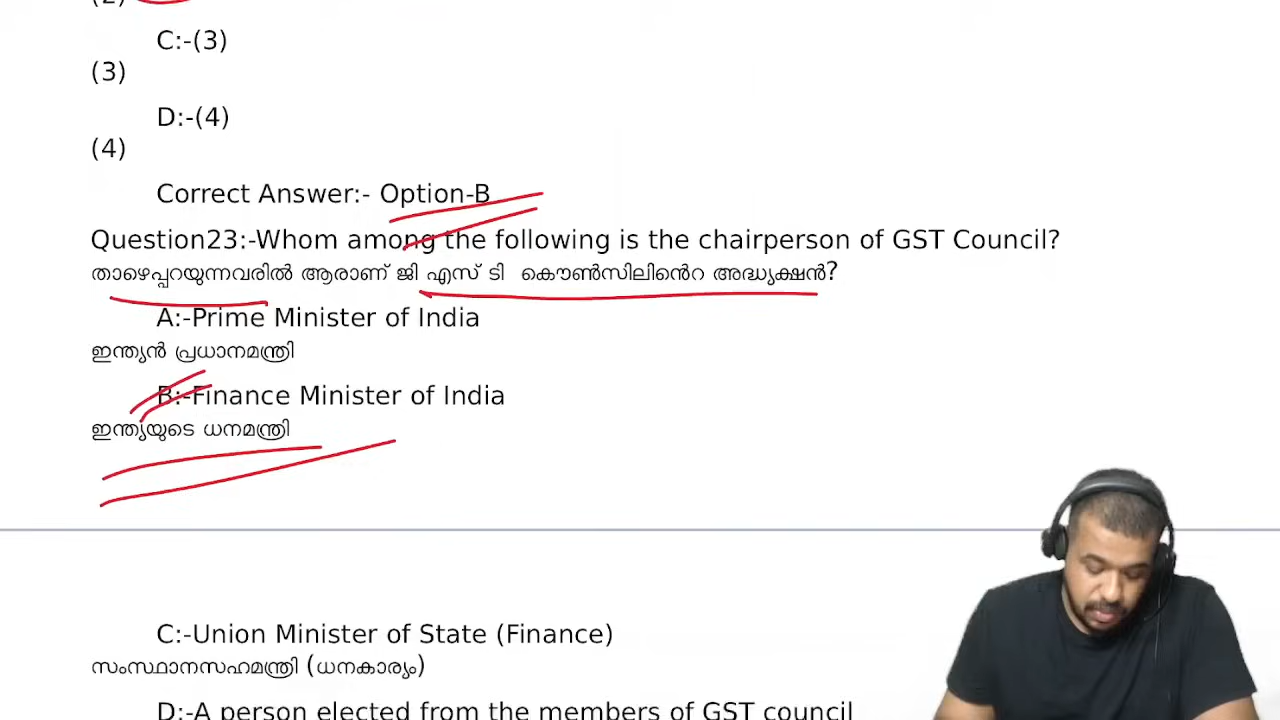 (2)
C:-(3)
(3)
D:-(4)
(4)
Correct Answer:- Option-B
Question23:-Whom among the following is the chairperson of GST Council?
താഴെപ്പറയുന്നവരിൽ ആരാണ് ജി എസ് ടി കൌൺസിലിൻെറ അദ്ധ്യക്ഷൻ?
A:-Prime Minister of India
ഇന്ത്യൻ പ്രധാനമന്ത്രി
B:-Finance Minister of India
ഇന്ത്യയുടെ ധനമന്ത്രി
C:-Union Minister of State (Finance)
സംസ്ഥാനസഹമന്ത്രി (ധനകാര്യം)
D:-A person elected from the members of GST council